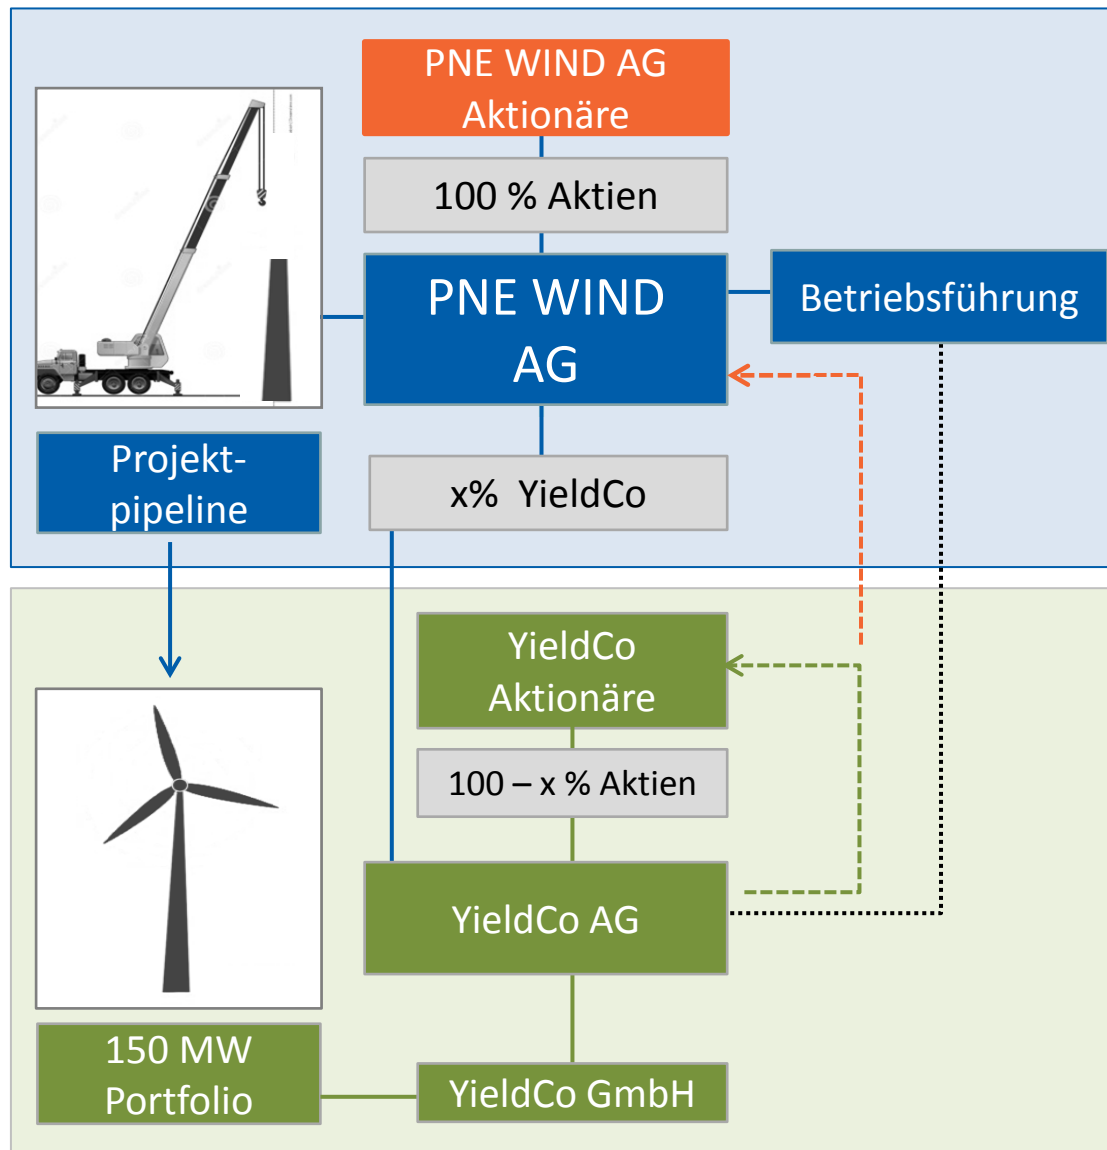 PNE WIND AG
Aktionäre
100 % Aktien
PNE WIND
AG
Betriebsführung
Projekt-
pipeline
x% YieldCo
YieldCo
Aktionäre
100 – x % Aktien
YieldCo AG
150 MW
Portfolio
YieldCo GmbH